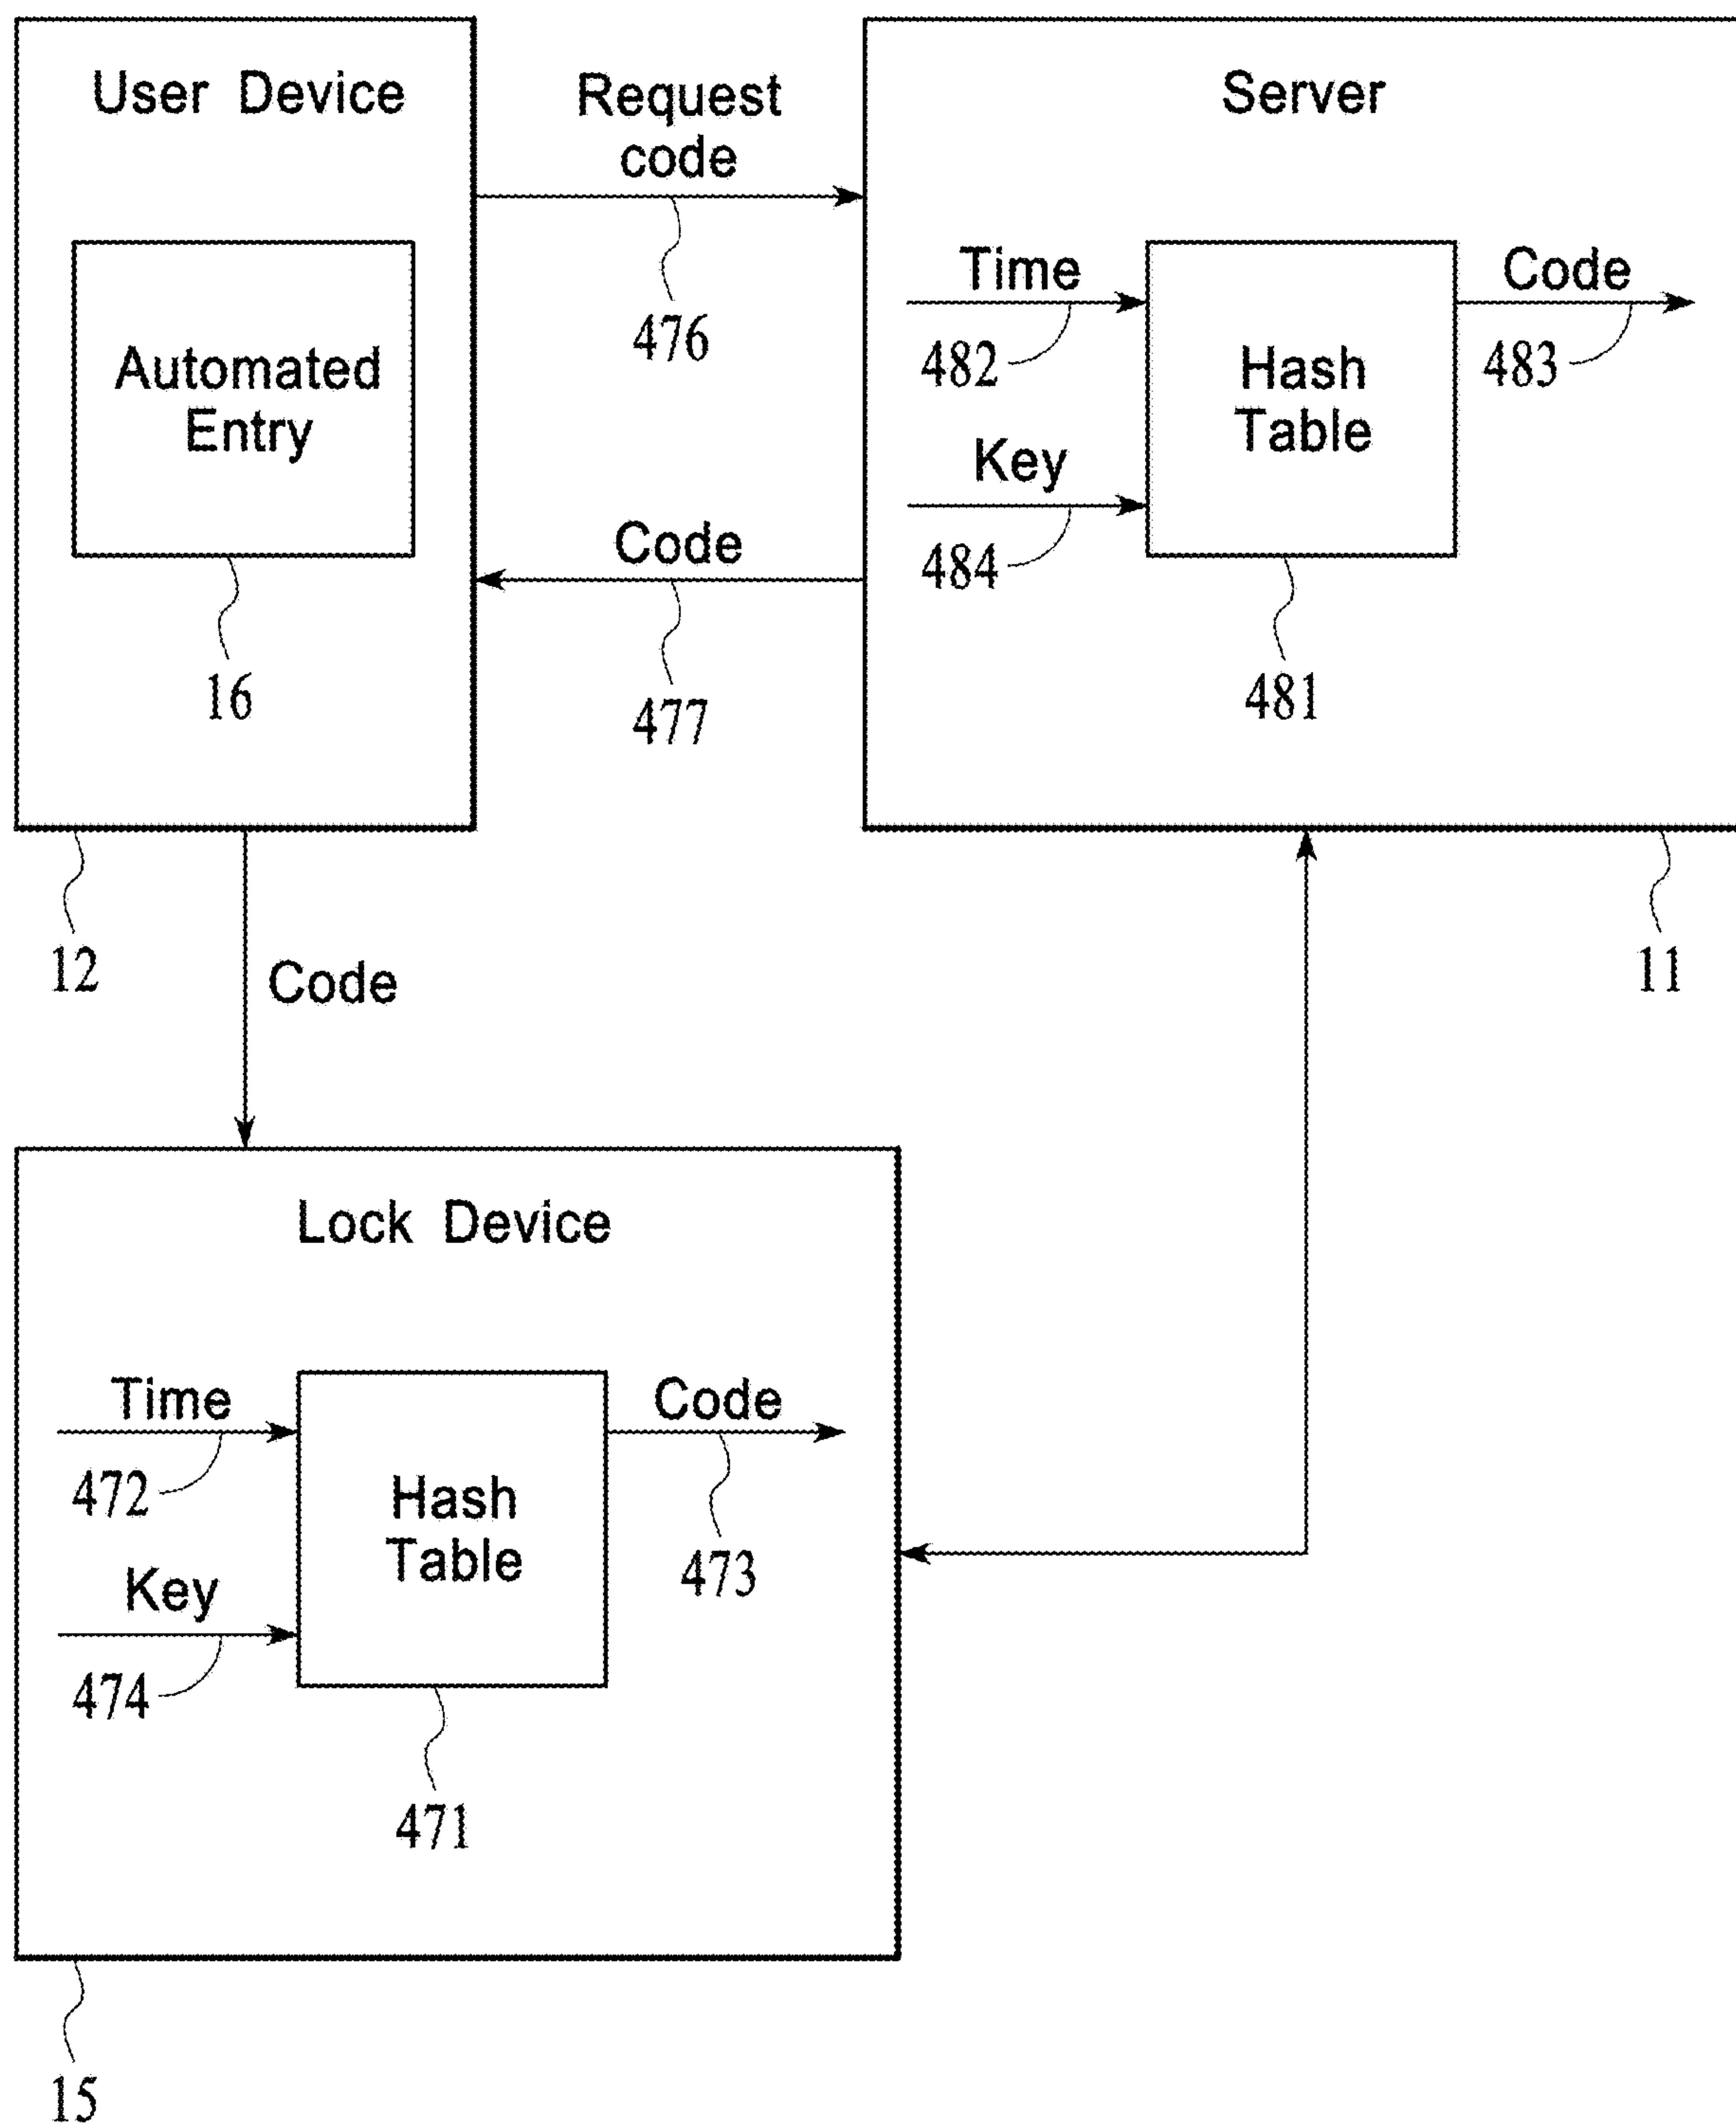 User Device
Request
code
Server
476
Automated
Entry
16
Code
477
Time
482
Key
484
Hash
Table
481
Code
483
12
11
Code
Lock Device
Time
472
Key
474
Hash
Table
471
Code
473
15